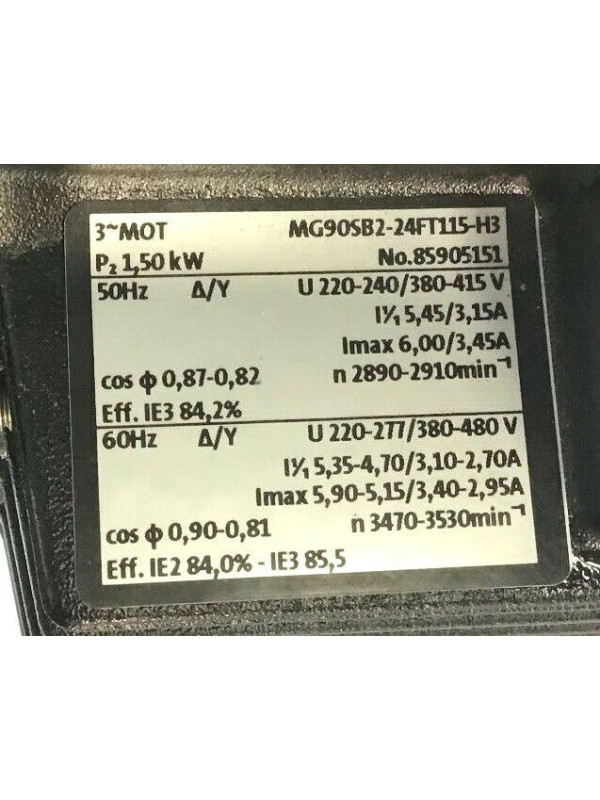 3~MOT MG90SB2-24FT115-H3
P₂ 1,50 kW No.85905151
50Hz Δ/Y U 220-240/380-415 V
I¹/₁ 5,45/3,15A
Imax 6,00/3,45A
cos φ 0,87-0,82 n 2890-2910min⁻¹
Eff. IE3 84,2%
60Hz Δ/Y U 220-277/380-480 V
I¹/₁ 5,35-4,70/3,10-2,70A
Imax 5,90-5,15/3,40-2,95A
cos φ 0,90-0,81 n 3470-3530min⁻¹
Eff. IE2 84,0% - IE3 85,5